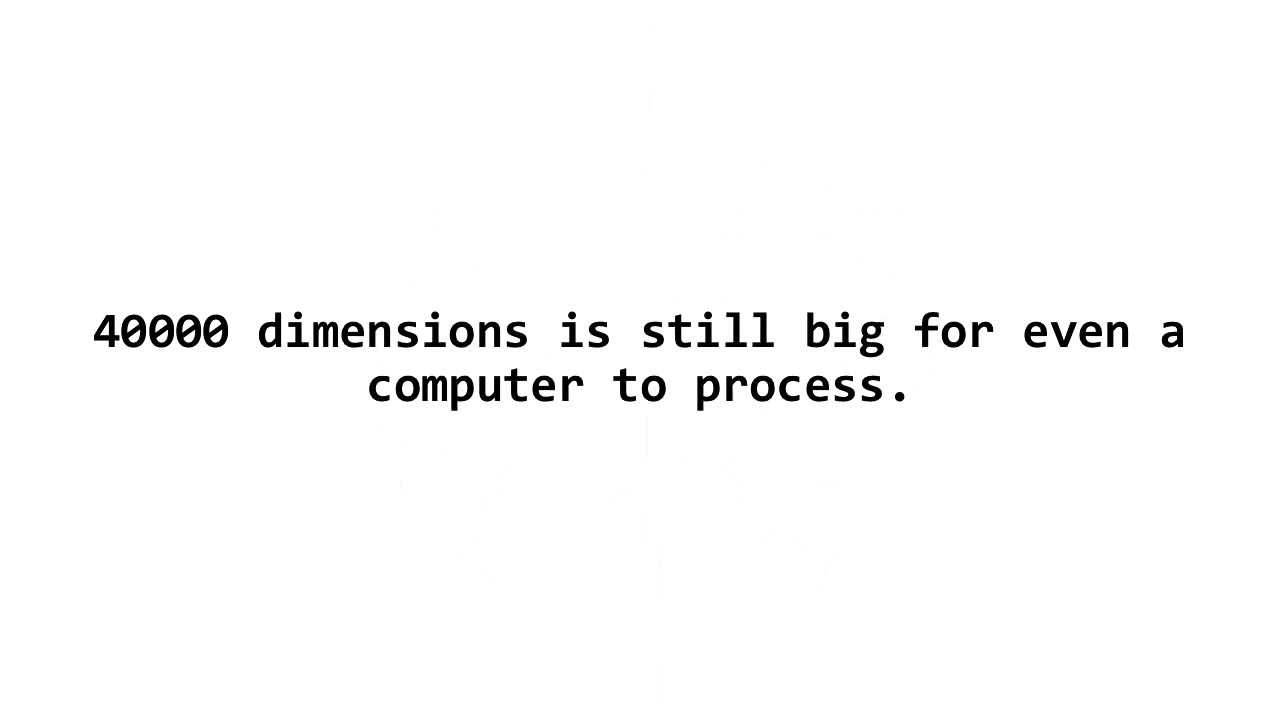 40000 dimensions is still big for even a
computer to process.